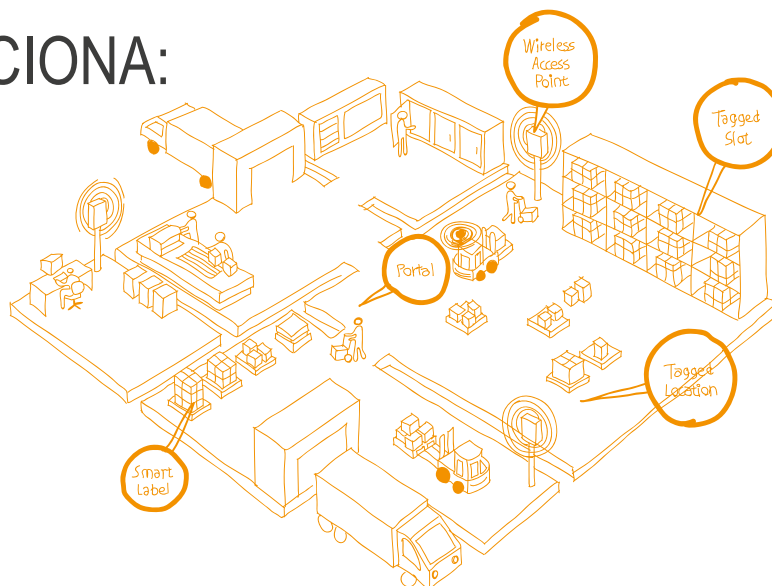 CIONA:
Wireless
Access
Point
Tagged
Slot
Portal
Tagged
Location
Smart
Label